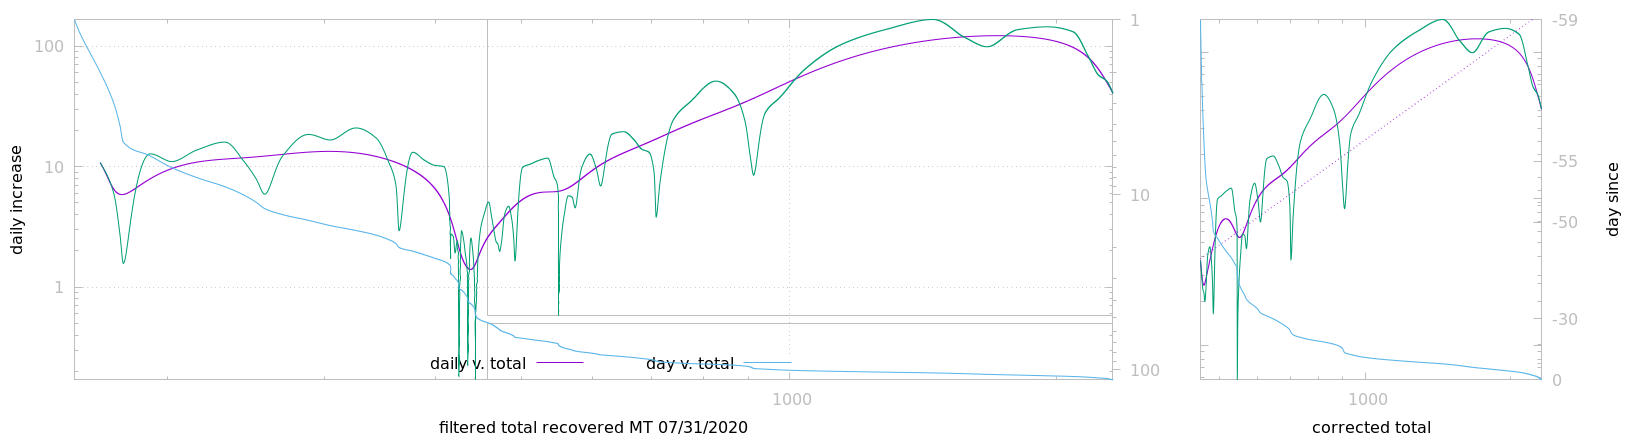 100
10
1
daily increase
1
10
100
1000
daily v. total
day v. total
filtered total recovered MT 07/31/2020
-59
-55
-50
-30
0
day since
1000
corrected total